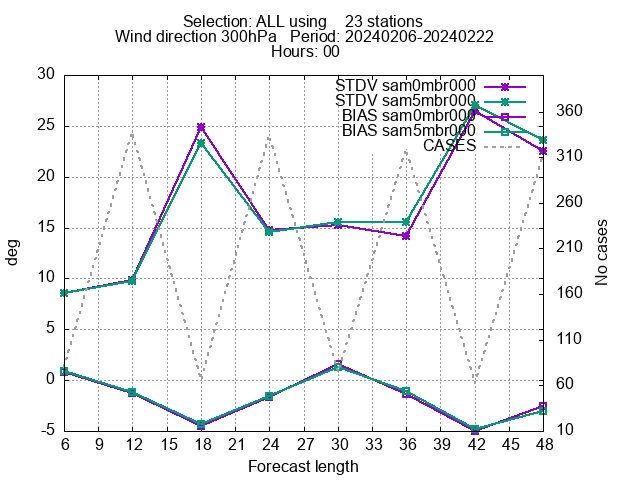 Selection: ALL using 23 stations
Wind direction 300hPa Period: 20240206-20240222
Hours: 00
STDV sam0mbr000
STDV sam5mbr000
BIAS sam0mbr000
BIAS sam5mbr000
CASES
30
25
20
15
10
5
0
-5
deg
360
310
260
210
160
110
60
10
No cases
6 9 12 15 18 21 24 27 30 33 36 39 42 45 48
Forecast length